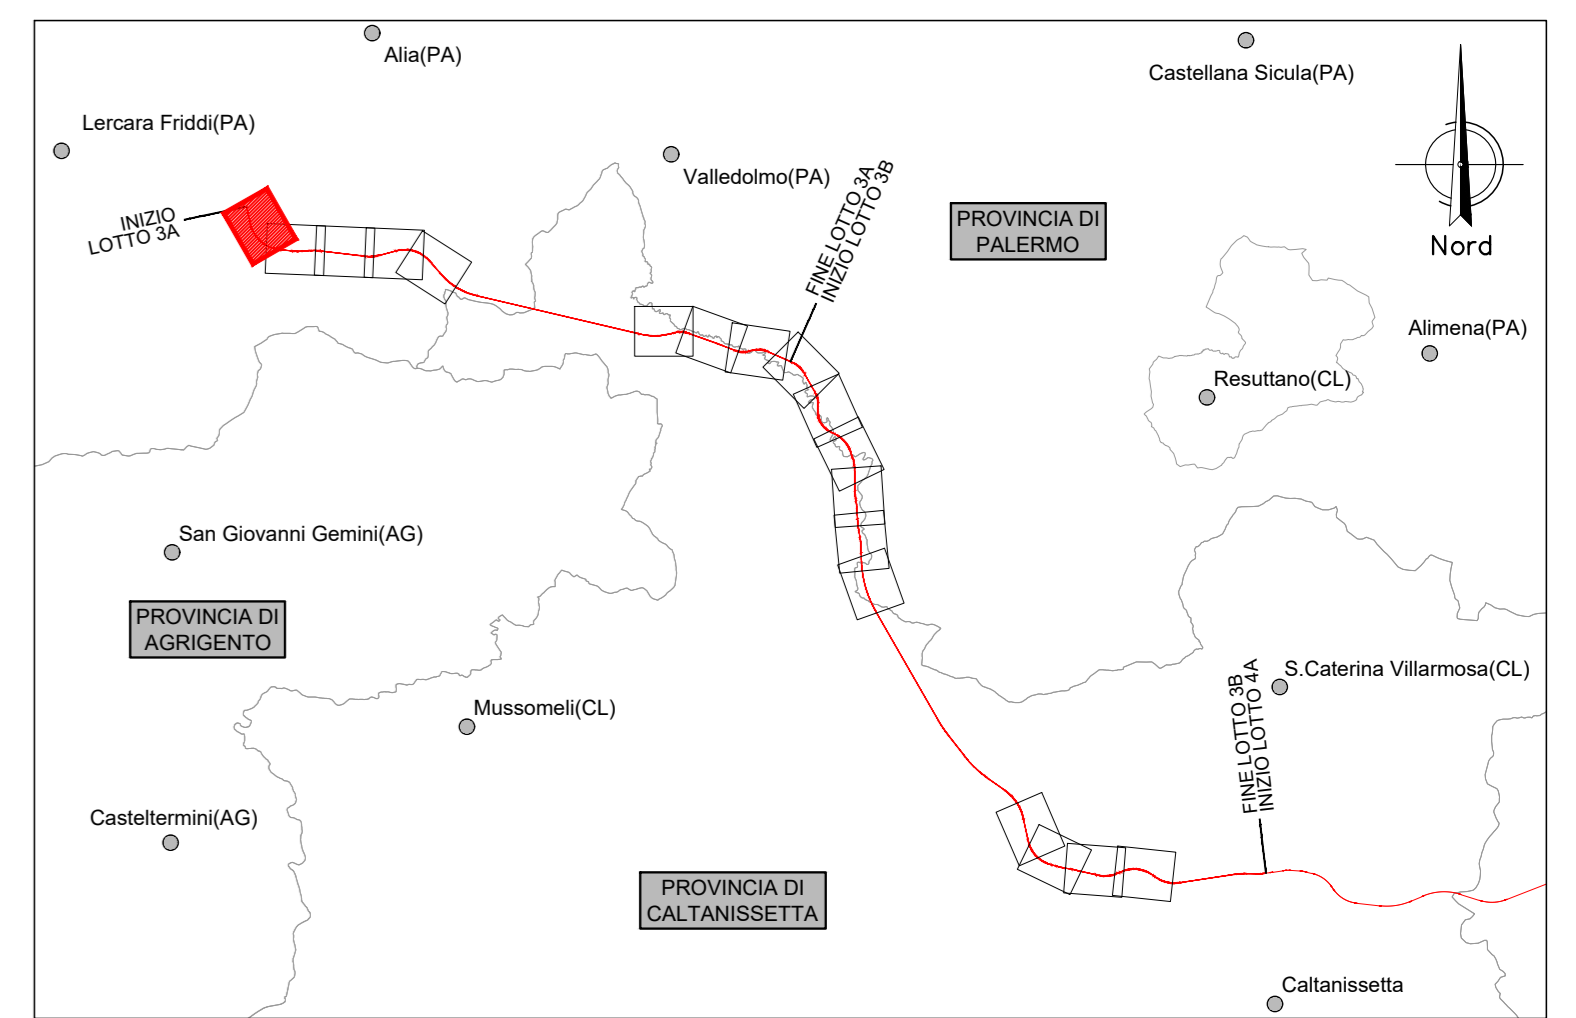 Alia(PA)
Castellana Sicula(PA)
Lercara Friddi(PA)
Valledolmo(PA)
INIZIO
LOTTO 3A
FINE LOTTO 3A
INIZIO LOTTO 3B
PROVINCIA DI
PALERMO
Nord
Alimena(PA)
Resuttano(CL)
San Giovanni Gemini(AG)
PROVINCIA DI
AGRIGENTO
S.Caterina Villarmosa(CL)
Mussomeli(CL)
FINE LOTTO 3B
INIZIO LOTTO 4A
Casteltermini(AG)
PROVINCIA DI
CALTANISSETTA
Caltanissetta